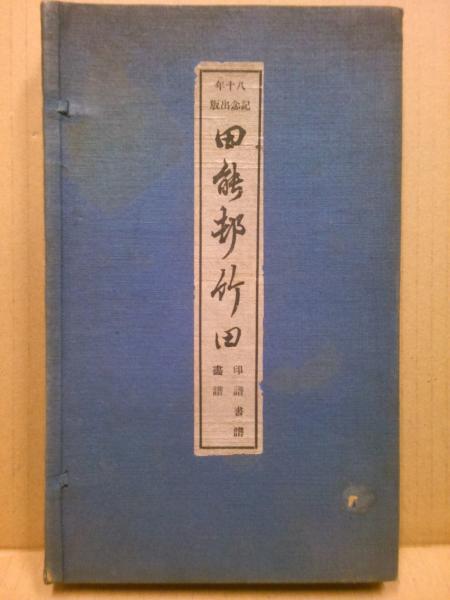 八十年
記念出版
田能邨竹田
印譜書譜
畫譜